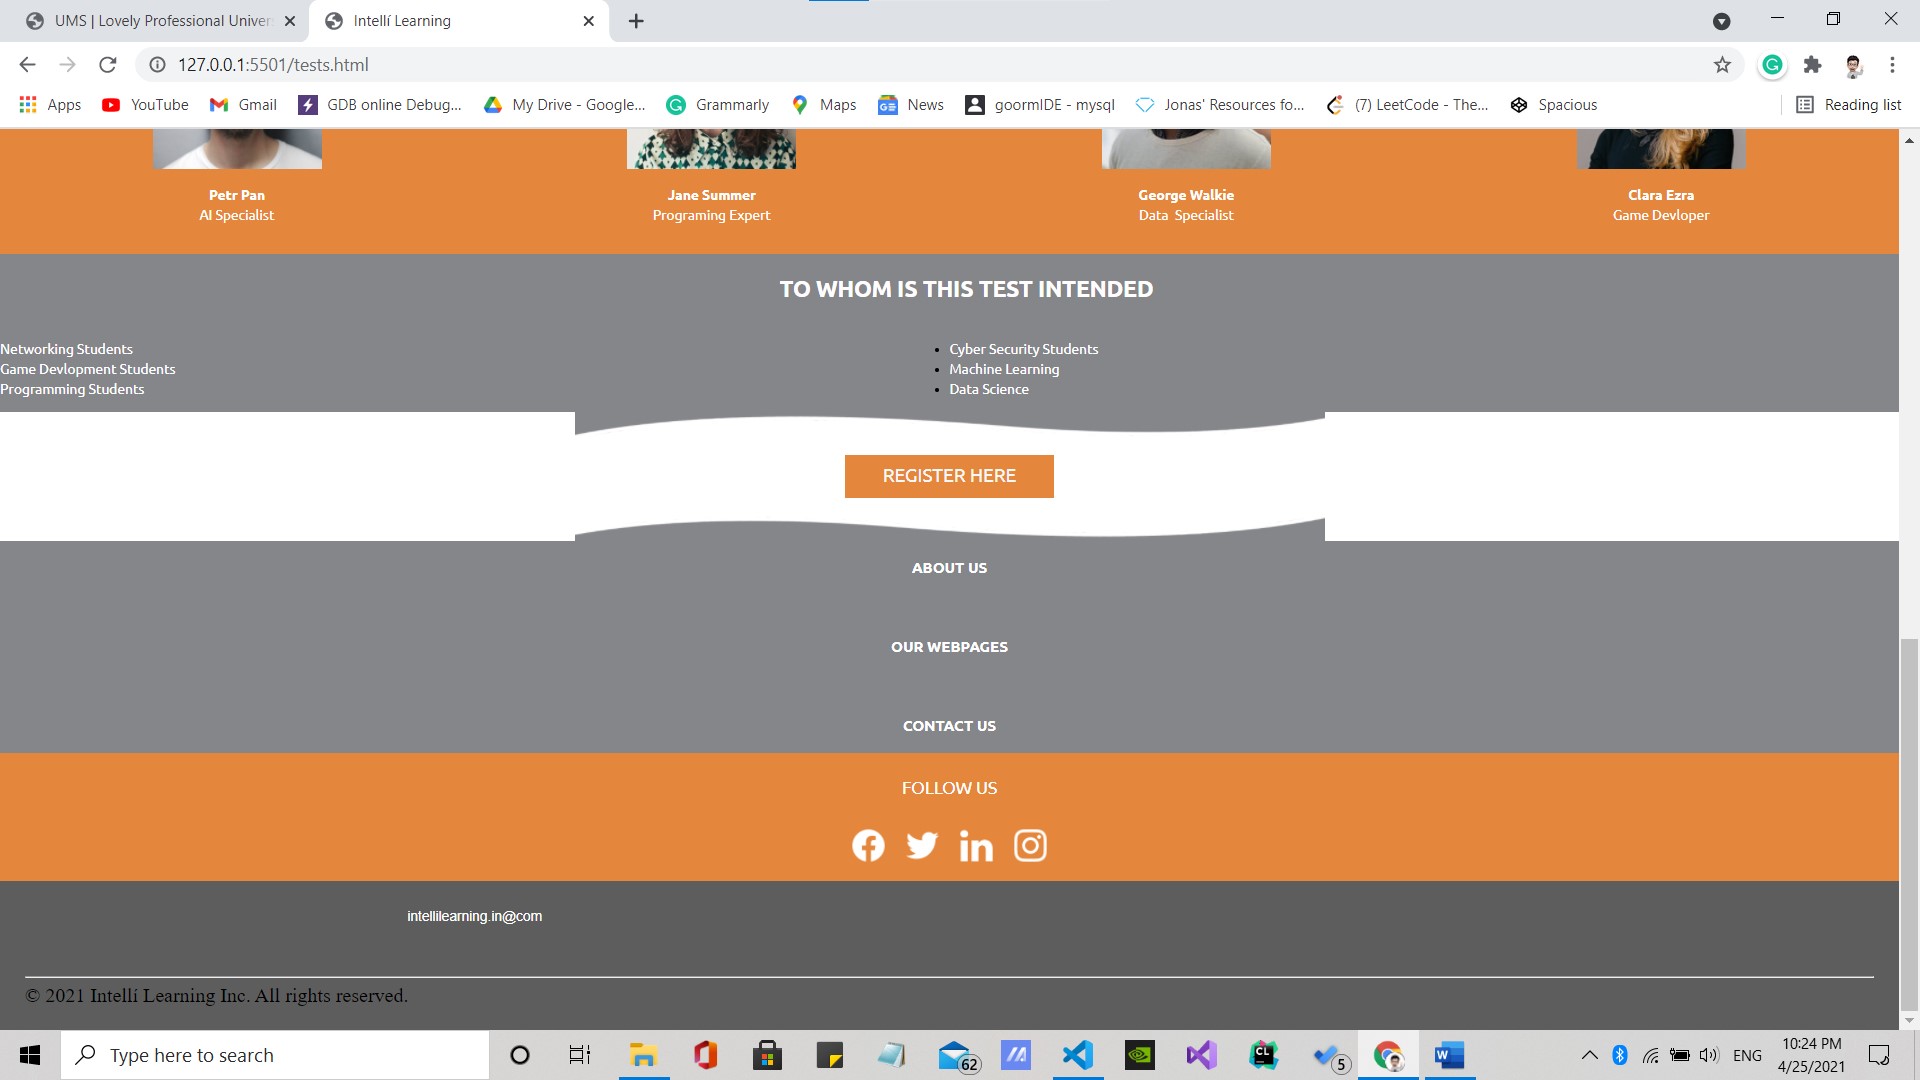 UMS | Lovely Professional Univer
Intellí Learning
127.0.0.1:5501/tests.html
Apps
YouTube
Gmail
GDB online Debug...
My Drive - Google...
Grammarly
Maps
News
goormIDE - mysql
Jonas' Resources fo...
(7) LeetCode - The...
Spacious
Reading list
Petr Pan
AI Specialist
Jane Summer
Programing Expert
George Walkie
Data Specialist
Clara Ezra
Game Devloper
TO WHOM IS THIS TEST INTENDED
Networking Students
Game Devlopment Students
Programming Students
• Cyber Security Students
• Machine Learning
• Data Science
REGISTER HERE
ABOUT US
OUR WEBPAGES
CONTACT US
FOLLOW US
intellilearning.in@com
© 2021 Intellí Learning Inc. All rights reserved.
Type here to search
62
CL
W
5
ENG
10:24 PM
4/25/2021